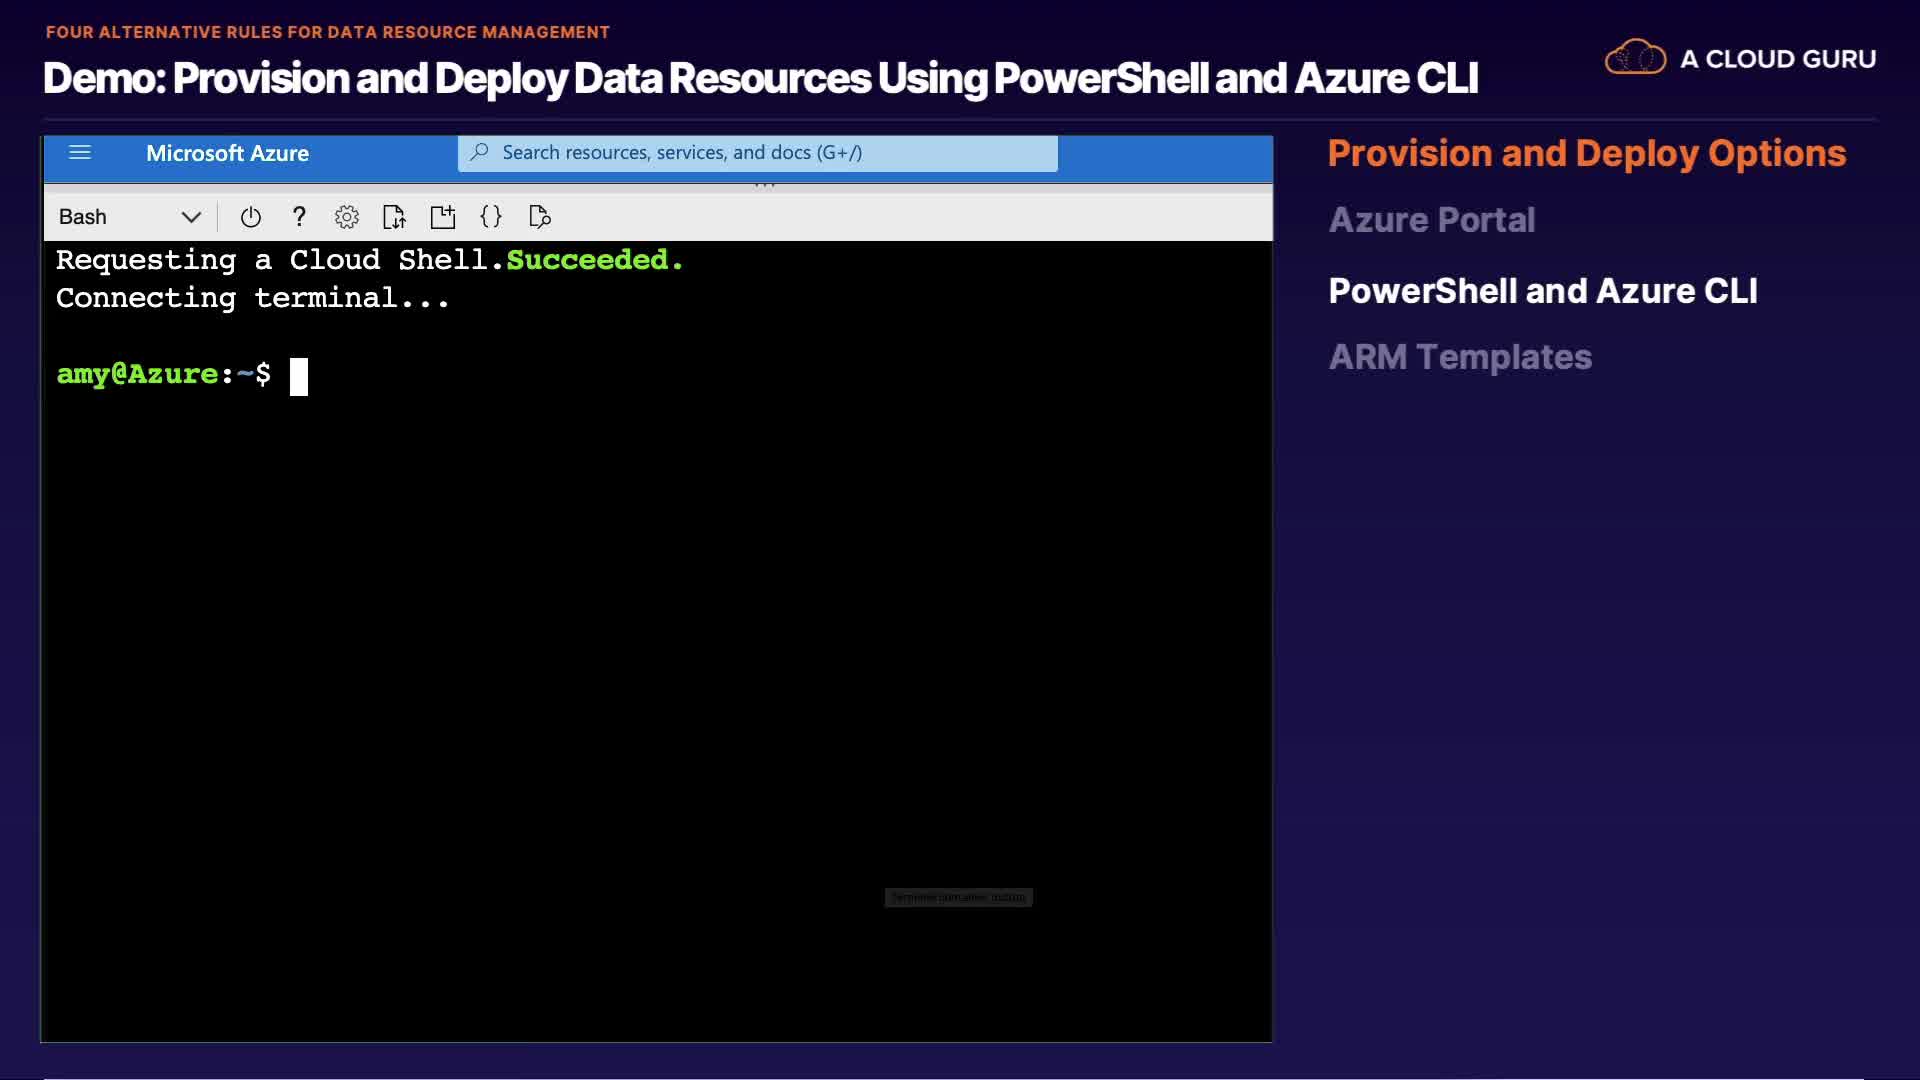 FOUR ALTERNATIVE RULES FOR DATA RESOURCE MANAGEMENT
Demo: Provision and Deploy Data Resources Using PowerShell and Azure CLI
A CLOUD GURU
Microsoft Azure
Search resources, services, and docs (G+/)
Bash
Requesting a Cloud Shell.Succeeded.
Connecting terminal...
amy@Azure:~$
Provision and Deploy Options
Azure Portal
PowerShell and Azure CLI
ARM Templates